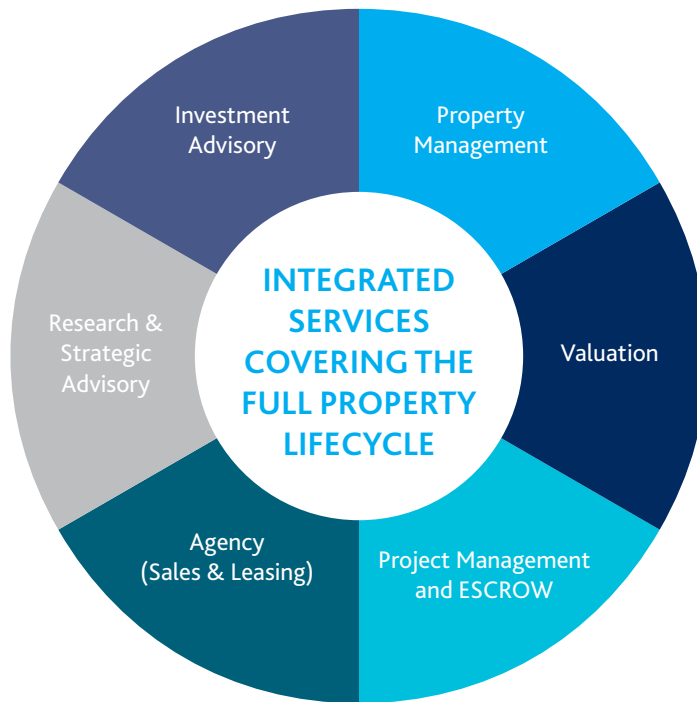 Investment
Advisory
Property
Management
Research &
Strategic
Advisory
INTEGRATED
SERVICES
COVERING THE
FULL PROPERTY
LIFECYCLE
Valuation
Agency
(Sales & Leasing)
Project Management
and ESCROW